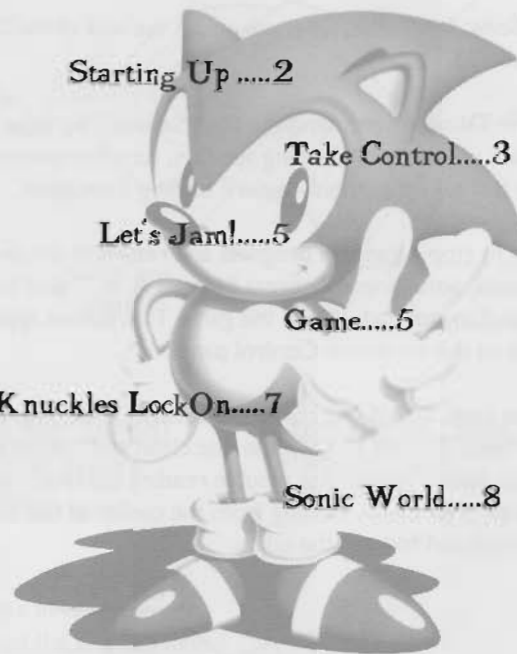 Starting Up .....2
Take Control.....3
Let's Jam!.....5
Game.....5
Knuckles LockOn.....7
Sonic World.....8